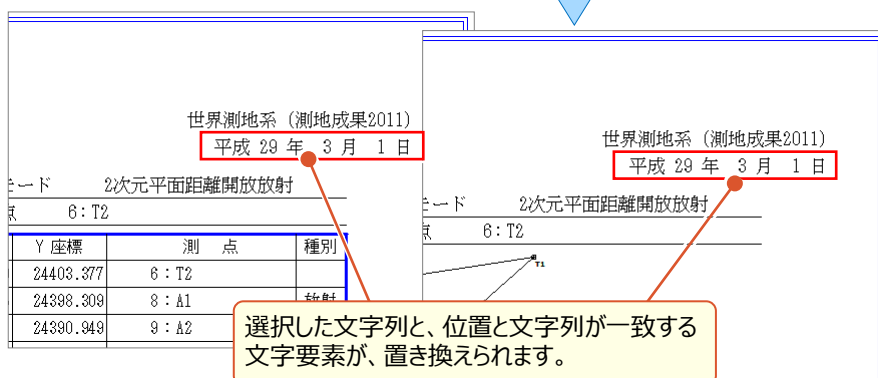 世界測地系（測地成果2011）
平成 29 年 3 月 1 日
ード 2次元平面距離開放放射
6：T2
Y 座標 測 点 種別
24403.377 6：T2
24398.309 8：A1 放射
24390.949 9：A2
世界測地系（測地成果2011）
平成 29 年 3 月 1 日
モード 2次元平面距離開放放射
点 6：T2
T1
選択した文字列と、位置と文字列が一致する
文字要素が、置き換えられます。